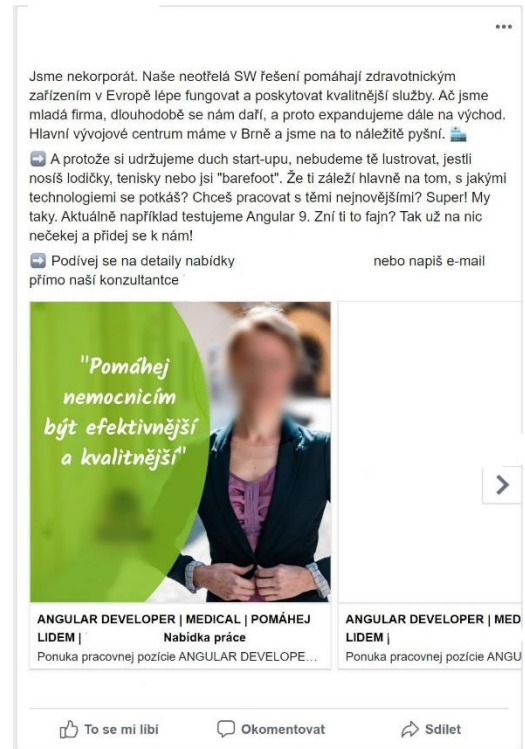 Jsme nekorporát. Naše neotřelá SW řešení pomáhají zdravotnickým
zařízením v Evropě lépe fungovat a poskytovat kvalitnější služby. Ač jsme
mladá firma, dlouhodobě se nám daří, a proto expandujeme dále na východ.
Hlavní vývojové centrum máme v Brně a jsme na to náležitě pyšní. 🏥
➡️ A protože si udržujeme duch start-upu, nebudeme tě lustrovat, jestli
nosíš lodičky, tenisky nebo jsi "barefoot". Že ti záleží hlavně na tom, s jakými
technologiemi se potkáš? Chceš pracovat s těmi nejnovějšími? Super! My
taky. Aktuálně například testujeme Angular 9. Zní ti to fajn? Tak už na nic
nečekej a přidej se k nám!
➡️ Podívej se na detaily nabídky nebo napiš e-mail
přímo naší konzultantce
"Pomáhej
nemocnicím
být efektivnější
a kvalitnější"
ANGULAR DEVELOPER | MEDICAL | POMÁHEJ
LIDEM | Nabídka práce
Ponuka pracovnej pozície ANGULAR DEVELOPE...
ANGULAR DEVELOPER | MED
LIDEM |
Ponuka pracovnej pozície ANGU
To se mi líbí
Okomentovat
Sdílet